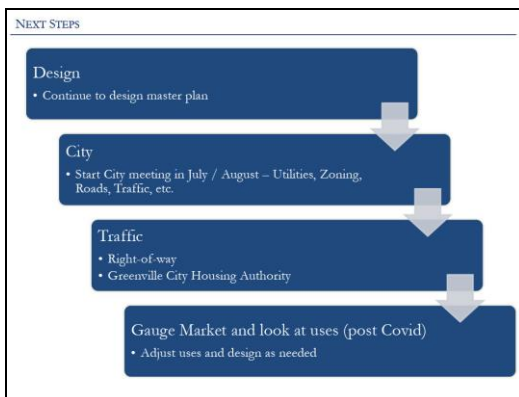 NEXT STEPS
Design
• Continue to design master plan
City
• Start City meeting in July / August – Utilities, Zoning,
Roads, Traffic, etc.
Traffic
• Right-of-way
• Greenville City Housing Authority
Gauge Market and look at uses (post Covid)
• Adjust uses and design as needed